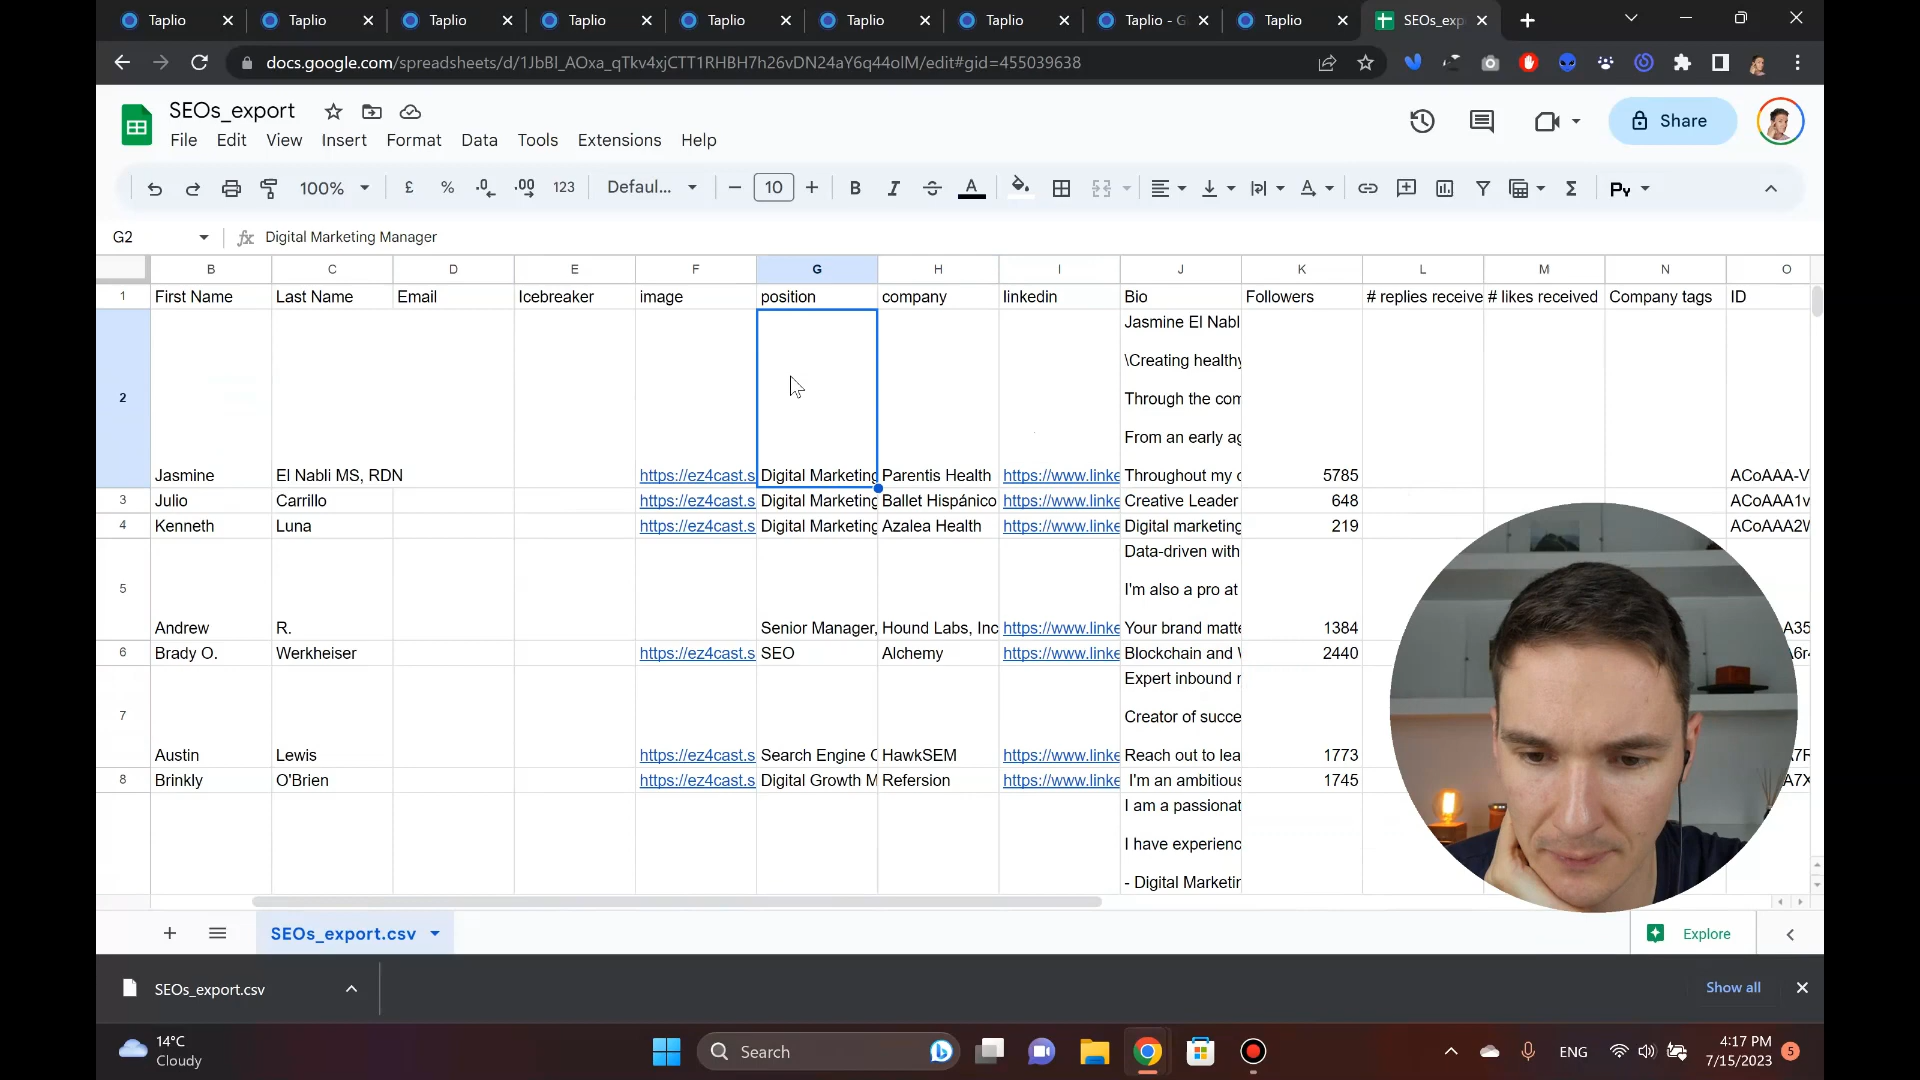 Taplio
Taplio
Taplio
Taplio
Taplio
Taplio
Taplio
Taplio - G
Taplio
SEOs_exp
docs.google.com/spreadsheets/d/1JbBI_AOxa_qTkv4xjCTT1RHBH7h26vDN24aY6q44olM/edit#gid=455039638
SEOs_export
File Edit View Insert Format Data Tools Extensions Help
Share
100% £ % .0 .00 123 Defaul... 10 B I A Σ Py
G2 fx Digital Marketing Manager
B C D E F G H I J K L M N O
1 First Name Last Name Email Icebreaker image position company linkedin Bio Followers # replies receive # likes received Company tags ID
Jasmine El Nabl
\Creating healthy
2 Through the com
From an early ag
Jasmine El Nabli MS, RDN https://ez4cast.s Digital Marketing Parentis Health https://www.linke Throughout my c 5785 ACoAAA-V
3 Julio Carrillo https://ez4cast.s Digital Marketing Ballet Hispánico https://www.linke Creative Leader 648 ACoAAA1v
4 Kenneth Luna https://ez4cast.s Digital Marketing Azalea Health https://www.linke Digital marketing 219 ACoAAA2W
Data-driven with
5 I'm also a pro at
Andrew R. Senior Manager, Hound Labs, Inc https://www.linke Your brand matte 1384 A35
6 Brady O. Werkheiser https://ez4cast.s SEO Alchemy https://www.linke Blockchain and W 2440 A6r4
Expert inbound r
7 Creator of succe
Austin Lewis https://ez4cast.s Search Engine O HawkSEM https://www.linke Reach out to lea 1773 A7R
8 Brinkly O'Brien https://ez4cast.s Digital Growth M Refersion https://www.linke I'm an ambitious 1745 A7X
I am a passionat
I have experienc
- Digital Marketin
SEOs_export.csv
Explore
SEOs_export.csv
Show all
14°C
Cloudy
Search
ENG
4:17 PM
7/15/2023
5